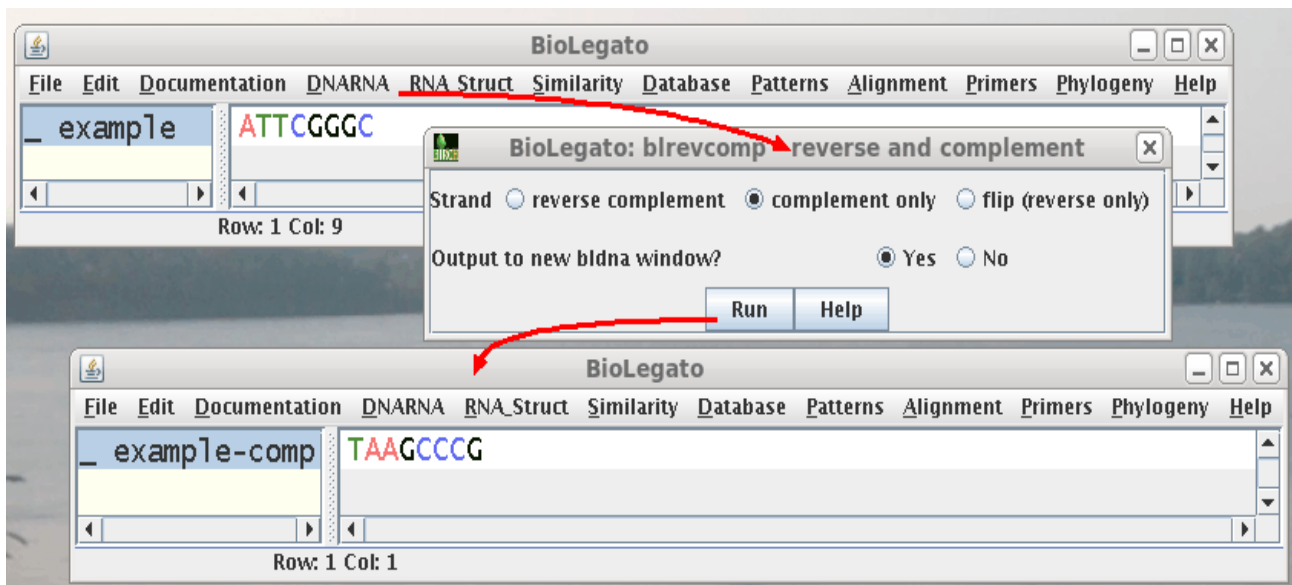 BioLegato
File Edit Documentation DNARNA RNA_Struct Similarity Database Patterns Alignment Primers Phylogeny Help
_ example ATTCGGGC
Row: 1 Col: 9
BioLegato: blrevcomp - reverse and complement
Strand reverse complement complement only flip (reverse only)
Output to new bldna window? Yes No
Run Help
BioLegato
File Edit Documentation DNARNA RNA_Struct Similarity Database Patterns Alignment Primers Phylogeny Help
_ example-comp TAAGCCCG
Row: 1 Col: 1